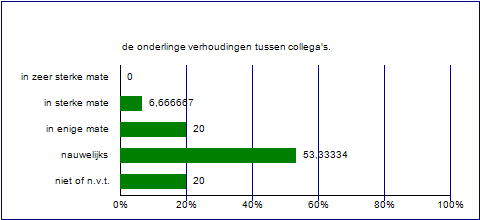 de onderlinge verhoudingen tussen collega's.
in zeer sterke mate 0
in sterke mate 6,666667
in enige mate 20
nauwelijks 53,33334
niet of n.v.t. 20
0% 20% 40% 60% 80% 100%